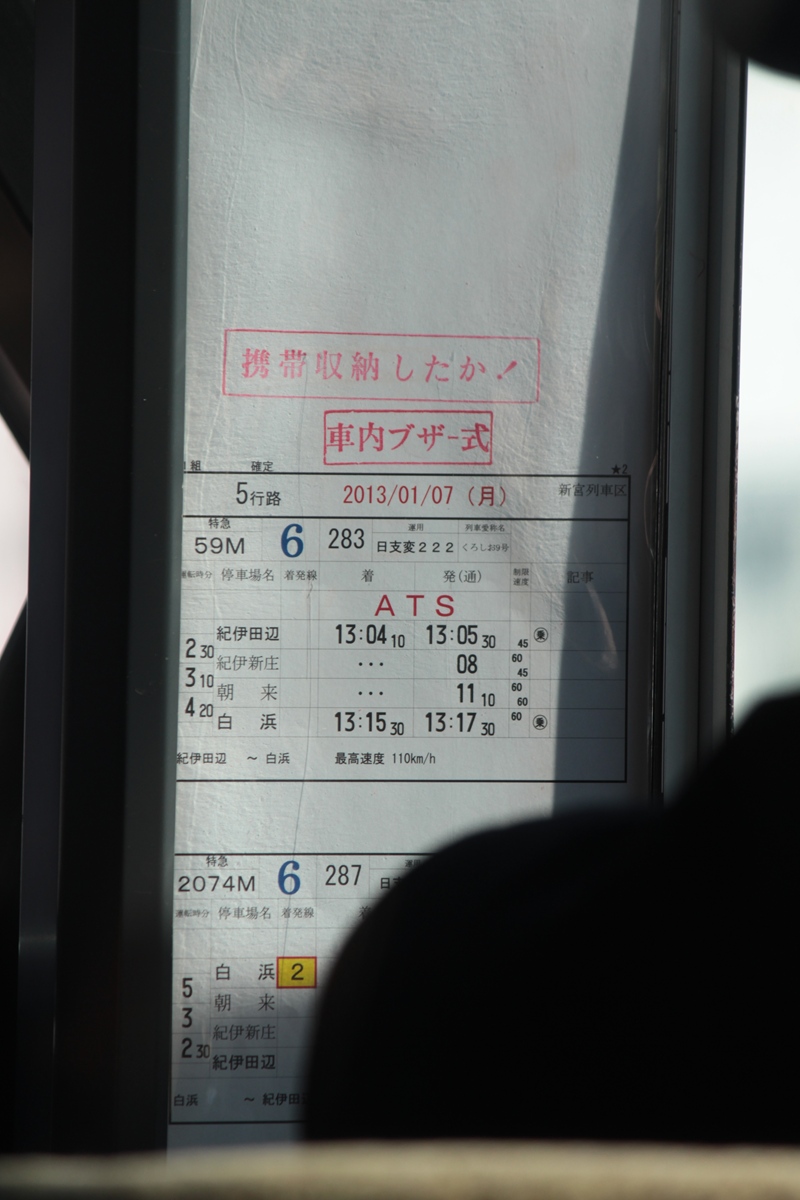 携帯収納したか!
車内ブザー式
組 確定 ★2
5行路 2013/01/07 (月) 新宮列車区
特急 運用 列車愛称名
59M 6 283 日支変222 くろしお9号
運転時分 停車場名 着発線 着 発(通) 制限速度 記事
ATS
紀伊田辺 13:04 10 13:05 30 45 乗
2 30 紀伊新庄 ... 08 60 45
3 10 朝 来 ... 11 10 60 60
4 20 白 浜 13:15 30 13:17 30 60 乗
紀伊田辺 ~ 白浜 最高速度 110km/h
特急
2074M 6 287 日支
運転時分 停車場名 着発線 着
白 浜 2
5 朝 来
3 紀伊新庄
2 30 紀伊田辺
白浜 ~ 紀伊田辺